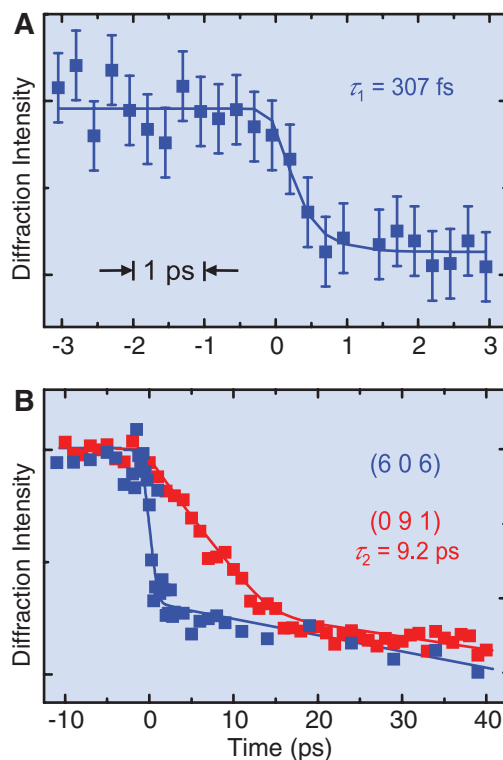 A
Diffraction Intensity
τ1 = 307 fs
1 ps
-3 -2 -1 0 1 2 3
B
Diffraction Intensity
(6 0 6)
(0 9 1)
τ2 = 9.2 ps
-10 0 10 20 30 40
Time (ps)